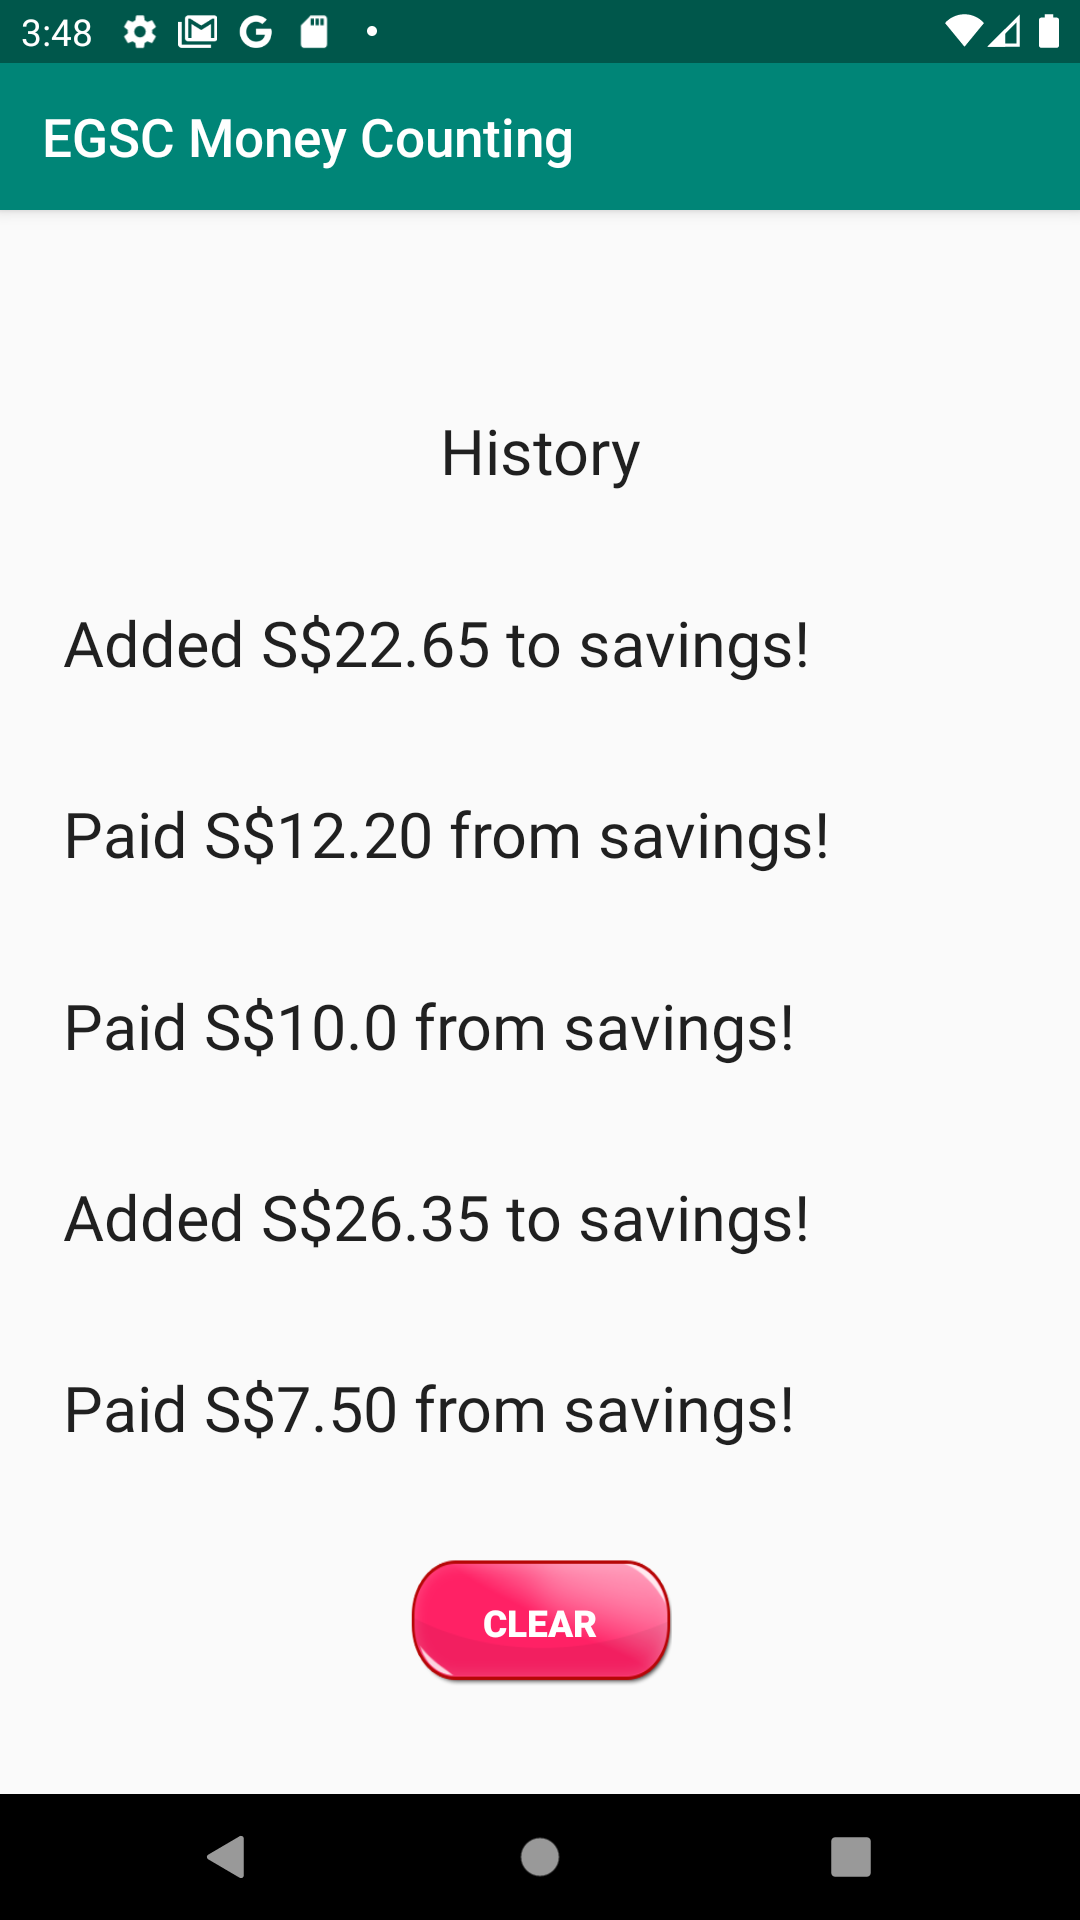 3:48
EGSC Money Counting
History
Added S$22.65 to savings!
Paid S$12.20 from savings!
Paid S$10.0 from savings!
Added S$26.35 to savings!
Paid S$7.50 from savings!
CLEAR